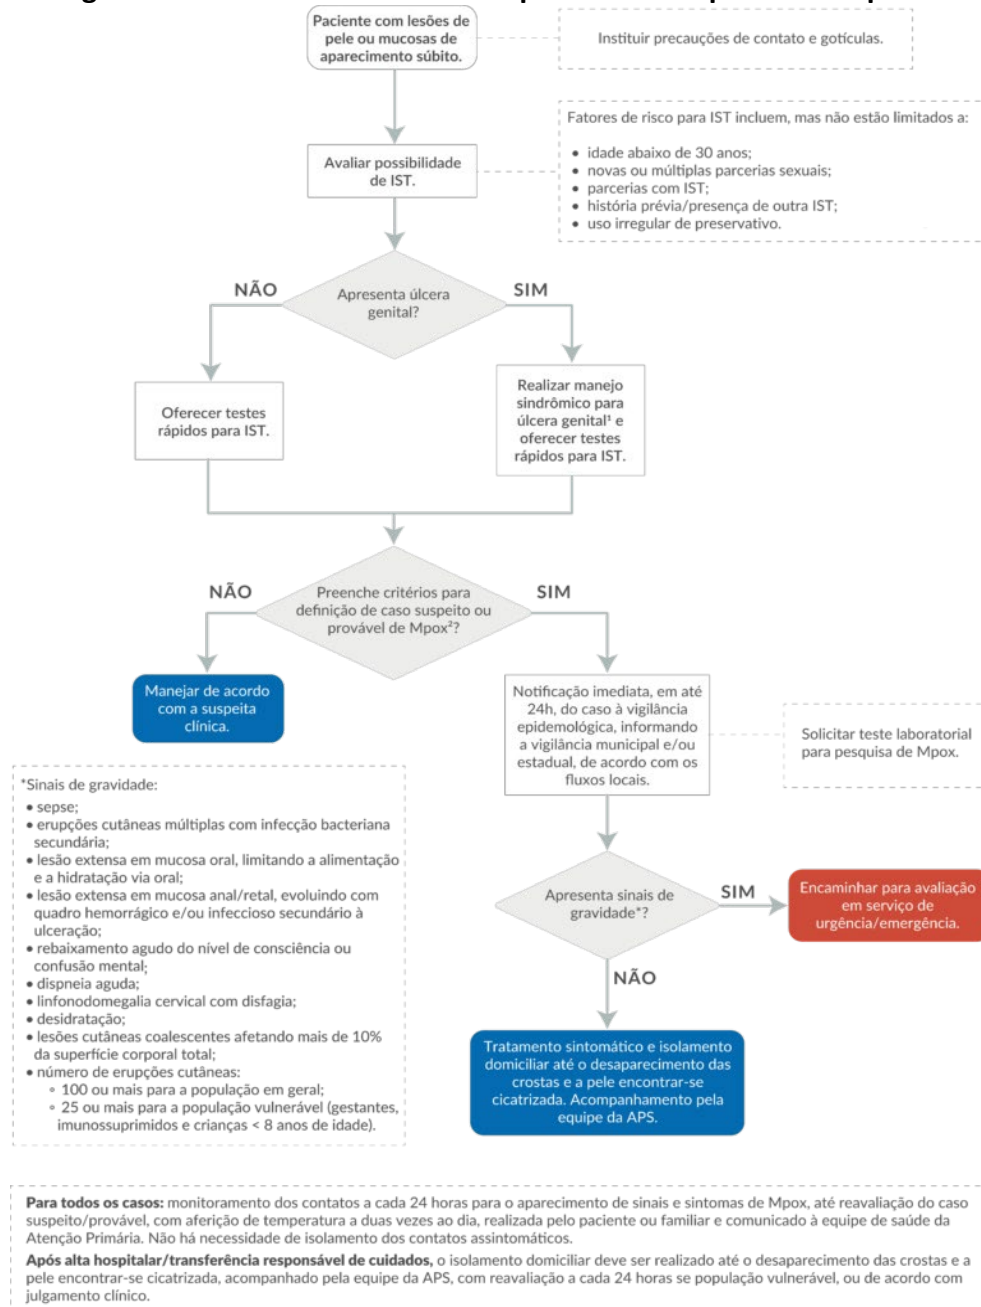 Paciente com lesões de
pele ou mucosas de
aparecimento súbito.
Instituir precauções de contato e gotículas.
Avaliar possibilidade
de IST.
Fatores de risco para IST incluem, mas não estão limitados a:
• idade abaixo de 30 anos;
• novas ou múltiplas parcerias sexuais;
• parcerias com IST;
• história prévia/presença de outra IST;
• uso irregular de preservativo.
NÃO
Apresenta úlcera
genital?
SIM
Oferecer testes
rápidos para IST.
Realizar manejo
sindrômico para
úlcera genital¹ e
oferecer testes
rápidos para IST.
NÃO
Preenche critérios para
definição de caso suspeito ou
provável de Mpox²?
SIM
Manejar de acordo
com a suspeita
clínica.
Notificação imediata, em até
24h, do caso à vigilância
epidemológica, informando
a vigilância municipal e/ou
estadual, de acordo com os
fluxos locais.
Solicitar teste laboratorial
para pesquisa de Mpox.
*Sinais de gravidade:
• sepse;
• erupções cutâneas múltiplas com infecção bacteriana
secundária;
• lesão extensa em mucosa oral, limitando a alimentação
e a hidratação via oral;
• lesão extensa em mucosa anal/retal, evoluindo com
quadro hemorrágico e/ou infeccioso secundário à
ulceração;
• rebaixamento agudo do nível de consciência ou
confusão mental;
• dispneia aguda;
• linfonodomegalia cervical com disfagia;
• desidratação;
• lesões cutâneas coalescentes afetando mais de 10%
da superfície corporal total;
• número de erupções cutâneas:
◦ 100 ou mais para a população em geral;
◦ 25 ou mais para a população vulnerável (gestantes,
imunossuprimidos e crianças < 8 anos de idade).
Apresenta sinais de
gravidade*?
SIM
Encaminhar para avaliação
em serviço de
urgência/emergência.
NÃO
Tratamento sintomático e isolamento
domiciliar até o desaparecimento das
crostas e a pele encontrar-se
cicatrizada. Acompanhamento pela
equipe da APS.
Para todos os casos: monitoramento dos contatos a cada 24 horas para o aparecimento de sinais e sintomas de Mpox, até reavaliação do caso
suspeito/provável, com aferição de temperatura a duas vezes ao dia, realizada pelo paciente ou familiar e comunicado à equipe de saúde da
Atenção Primária. Não há necessidade de isolamento dos contatos assintomáticos.
Após alta hospitalar/transferência responsável de cuidados, o isolamento domiciliar deve ser realizado até o desaparecimento das crostas e a
pele encontrar-se cicatrizada, acompanhado pela equipe da APS, com reavaliação a cada 24 horas se população vulnerável, ou de acordo com
julgamento clínico.